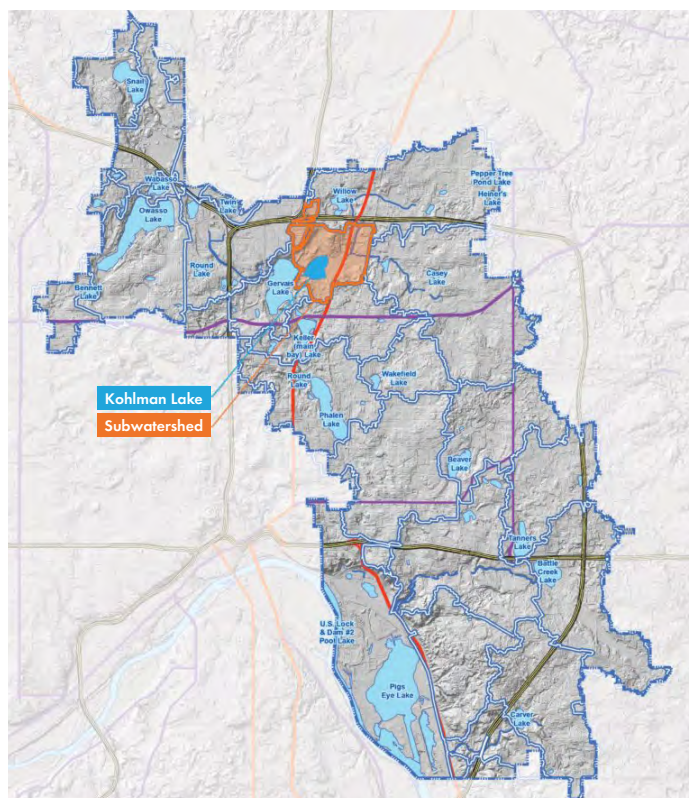 Snail
Lake
Wabasso
Lake
Twin
Lake
Willow
Lake
Pepper Tree
Pond Lake
Heiner's
Lake
Owasso
Lake
Round
Lake
Gervais
Lake
Casey
Lake
Bennett
Lake
Keller
(main
bay) Lake
Round
Lake
Wakefield
Lake
Kohlman Lake
Subwatershed
Phalen
Lake
Beaver
Lake
Tanners
Lake
Battle
Creek
Lake
U.S. Lock
& Dam #2
Pool Lake
Pigs
Eye Lake
Carver
Lake